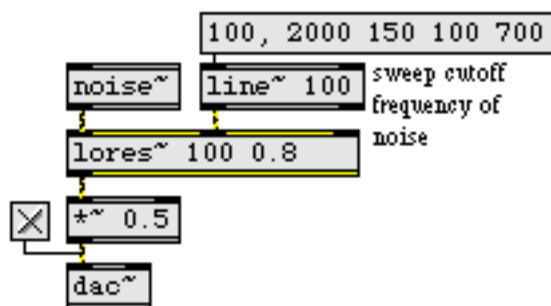 100, 2000 150 100 700
noise~
line~ 100
sweep cutoff
frequency of
noise
lores~ 100 0.8
*~ 0.5
dac~